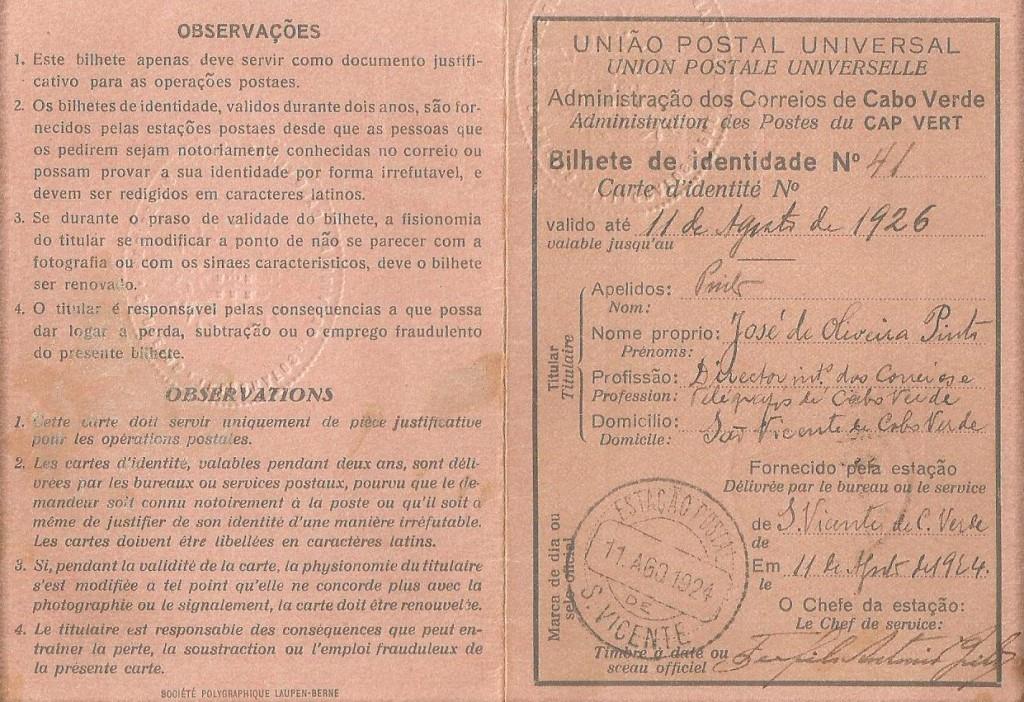 OBSERVAÇÕES
1. Este bilhete apenas deve servir como documento justifi-
cativo para as operações postaes.
2. Os bilhetes de identidade, validos durante dois anos, são for-
necidos pelas estações postaes desde que as pessoas que
os pedirem sejam notoriamente conhecidas no correio ou
possam provar a sua identidade por forma irrefutavel, e
devem ser redigidos em caracteres latinos.
3. Se durante o praso de validade do bilhete, a fisionomia
do titular se modificar a ponto de não se parecer com a
fotografia ou com os sinaes caracteristicos, deve o bilhete
ser renovado.
4. O titular é responsavel pelas consequencias a que possa
dar logar a perda, subtração ou o emprego fraudulento
do presente bilhete.
OBSERVATIONS
1. Cette carte doit servir uniquement de pièce justificative
pour les opérations postales.
2. Les cartes d'identité, valables pendant deux ans, sont déli-
vrées par les bureaux ou services postaux, pourvu que le de-
mandeur soit connu notoirement à la poste ou qu'il soit à
même de justifier de son identité d'une manière irréfutable.
Les cartes doivent être libellées en caractères latins.
3. Si, pendant la validité de la carte, la physionomie du titulaire
s'est modifiée a tel point qu'elle ne concorde plus avec la
photographie ou le signalement, la carte doit être renouvelée.
4. Le titulaire est responsable des conséquences que peut en-
traîner la perte, la soustraction ou l'emploi frauduleux de
la présente carte.
SOCIÉTÉ POLYGRAPHIQUE LAUPEN-BERNE
UNIÃO POSTAL UNIVERSAL
UNION POSTALE UNIVERSELLE
Administração dos Correios de Cabo Verde
Administration des Postes du CAP VERT
Bilhete de identidade Nº 41
Carte d'identité Nº
valido até 11 de Agosto de 1926
valable jusqu'au
Titular
Titulaire
Apelidos: Pinto
Nom:
Nome proprio: José de Oliveira Pinto
Prénoms:
Profissão: Director intº dos Correios e
Profession: Telégrafos de Cabo Verde
Domicilio: São Vicente de Cabo Verde
Domicile:
Fornecido pela estação
Délivrée par le bureau ou le service
de S. Vicente de C. Verde
de
Em 11 de Agosto de 1924.
le
O Chefe da estação:
Le Chef de service:
Marca de dia ou
selo oficial
ESTAÇÃO POSTAL
11. AGO 1924
DE
S. VICENTE
Timbre à date ou
sceau officiel